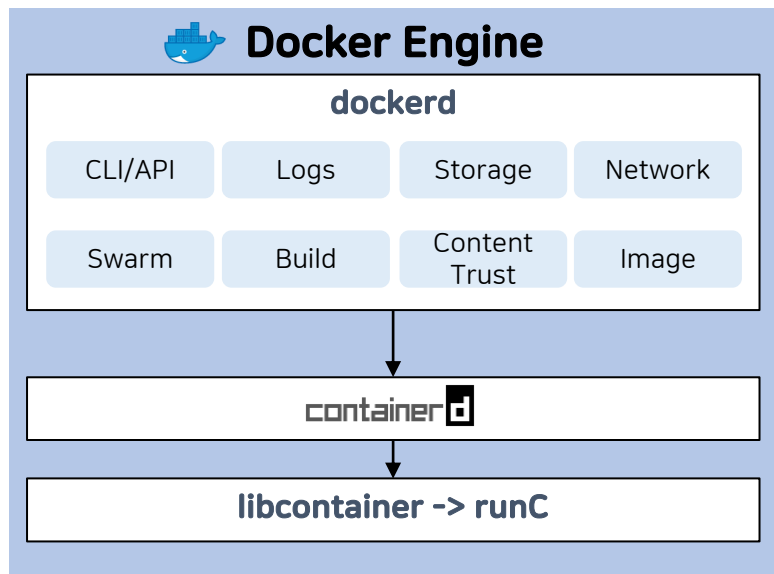 Docker Engine
dockerd
CLI/API
Logs
Storage
Network
Swarm
Build
Content
Trust
Image
containerd
libcontainer -> runC